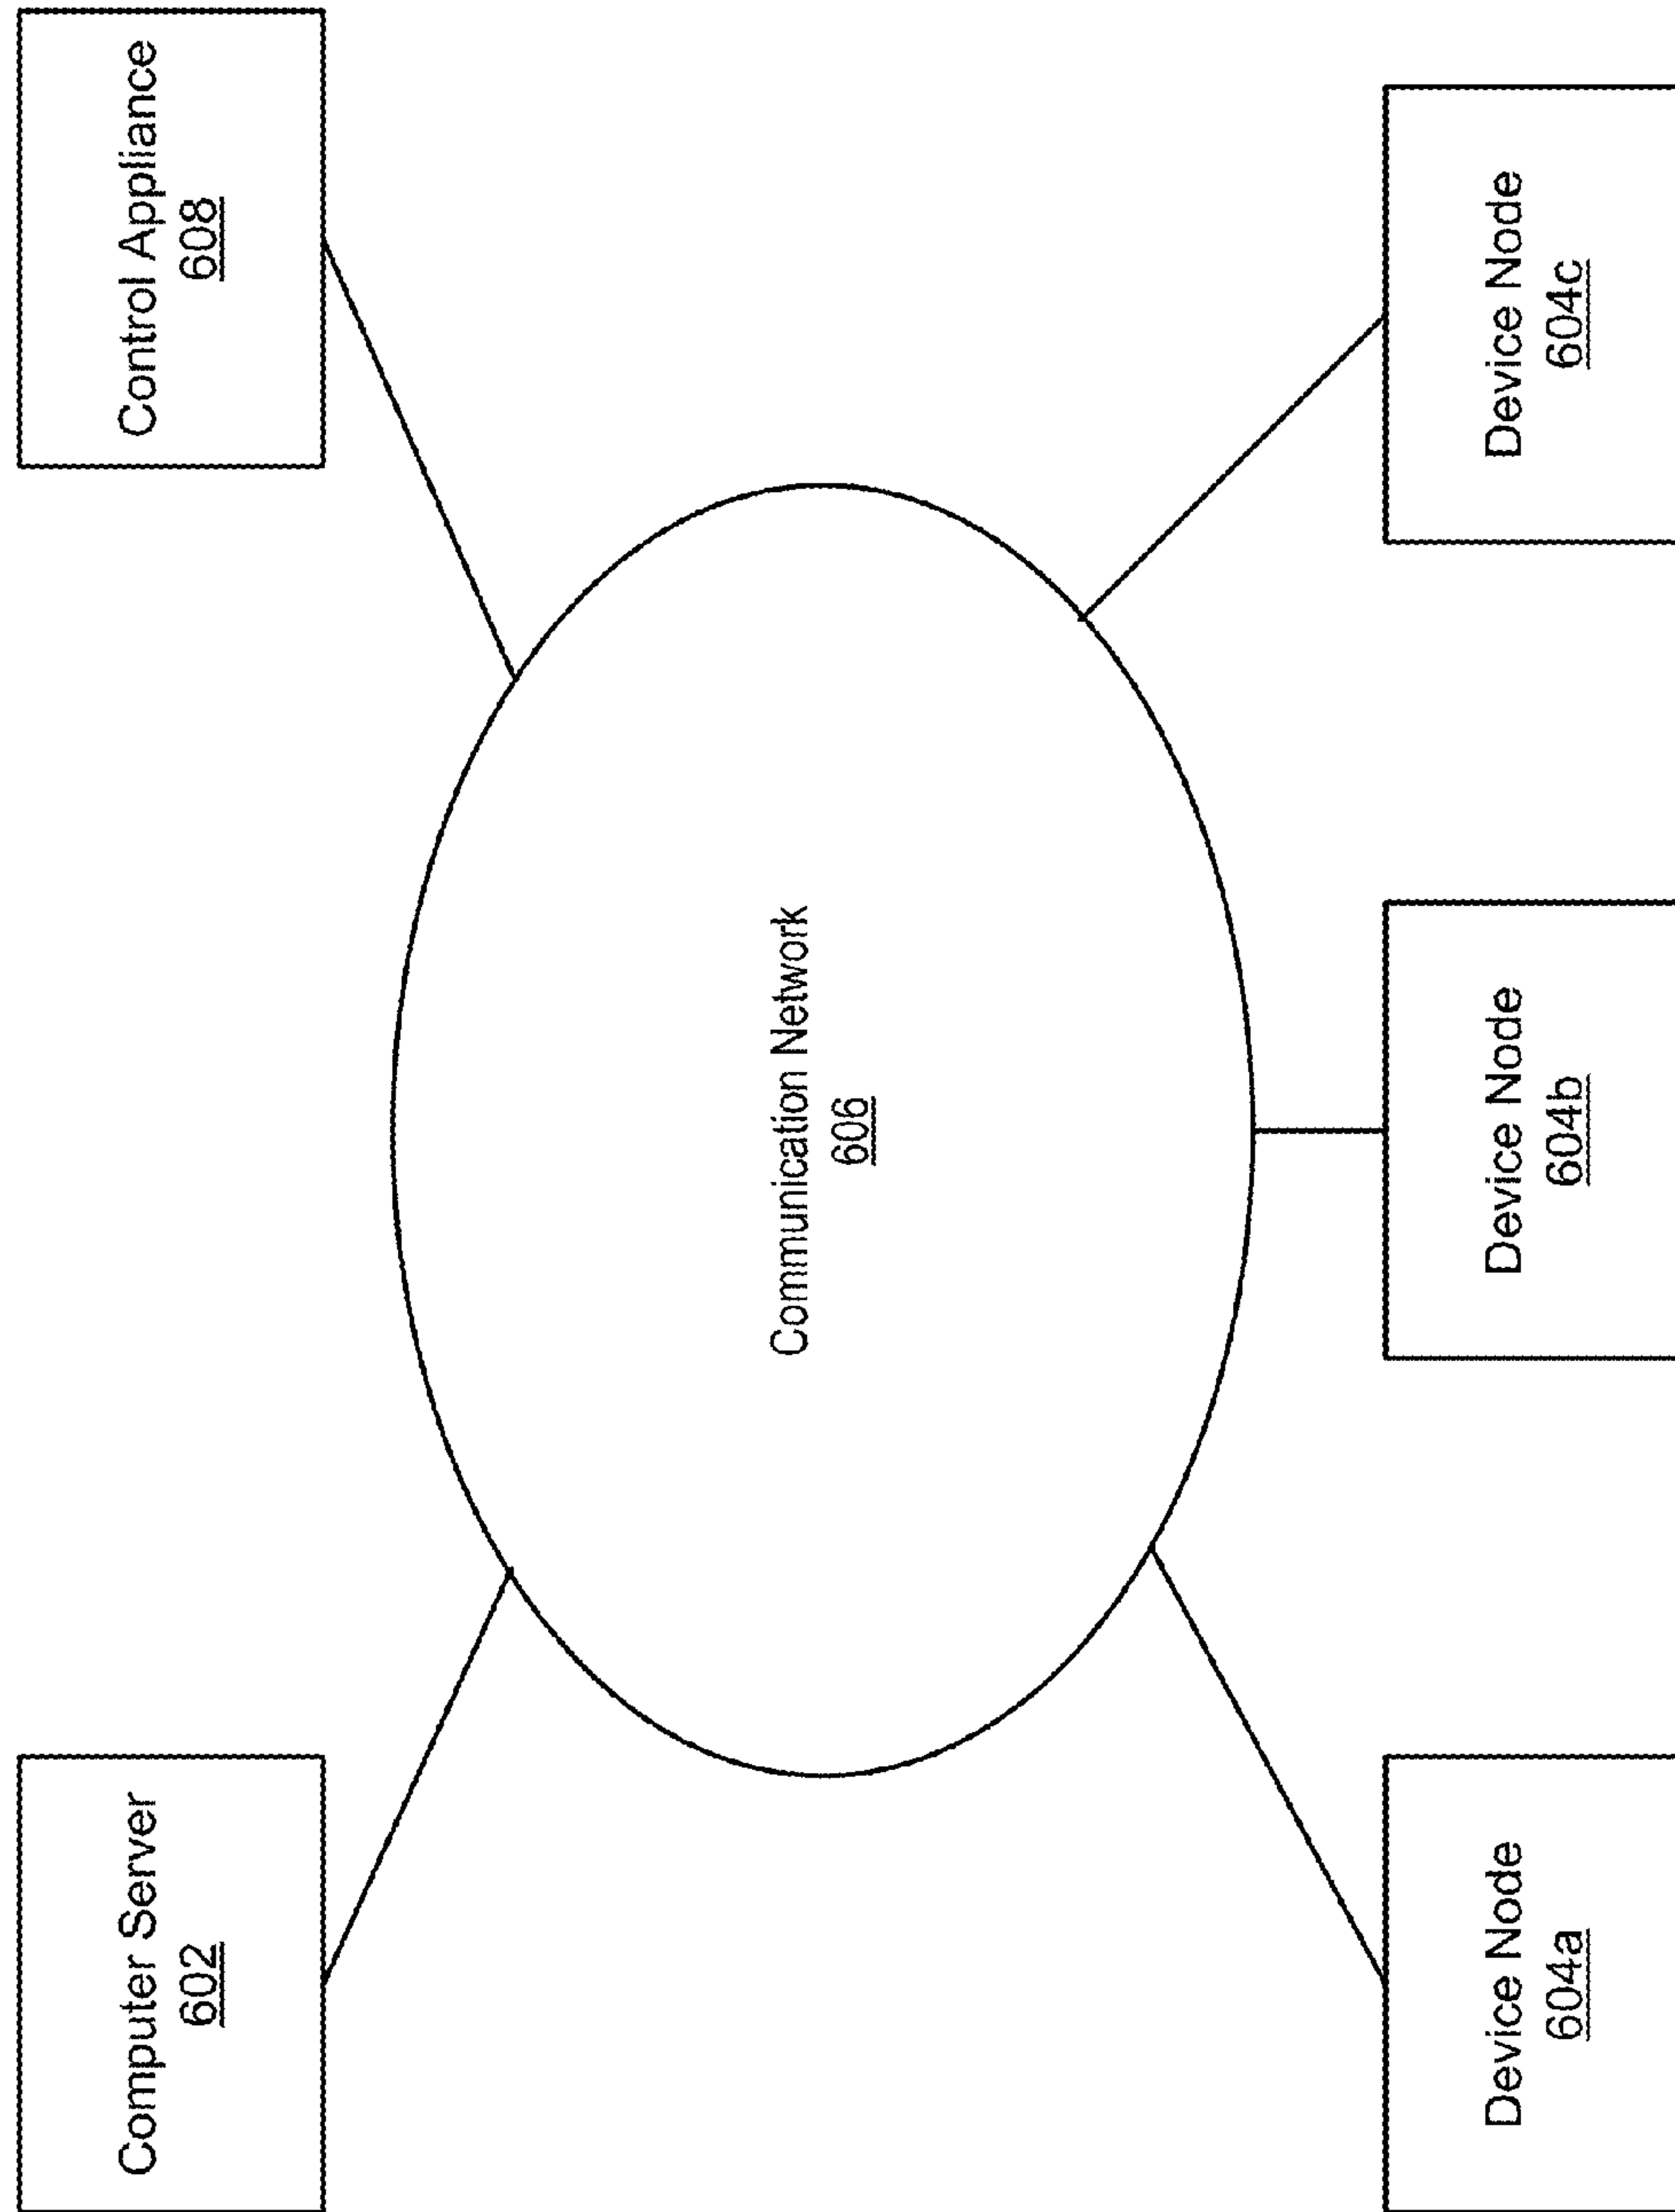 Computer Server
602
Control Appliance
608
Communication Network
606
Device Node
604a
Device Node
604b
Device Node
604c